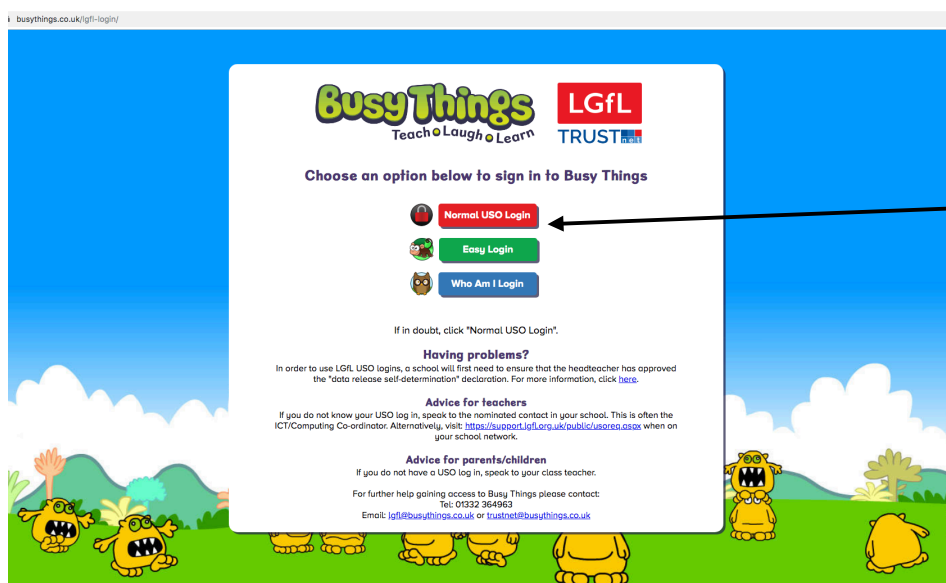 busythings.co.uk/lgfl-login/
Busy Things
Teach Laugh Learn
LGfL
TRUSTnet
Choose an option below to sign in to Busy Things
Normal USO Login
Easy Login
Who Am I Login
If in doubt, click "Normal USO Login".
Having problems?
In order to use LGfL USO logins, a school will first need to ensure that the headteacher has approved
the "data release self-determination" declaration. For more information, click here.
Advice for teachers
If you do not know your USO log in, speak to the nominated contact in your school. This is often the
ICT/Computing Co-ordinator. Alternatively, visit: https://support.lgfl.org.uk/public/usoreq.aspx when on
your school network.
Advice for parents/children
If you do not have a USO log in, speak to your class teacher.
For further help gaining access to Busy Things please contact:
Tel: 01332 364963
Email: lgfl@busythings.co.uk or trustnet@busythings.co.uk